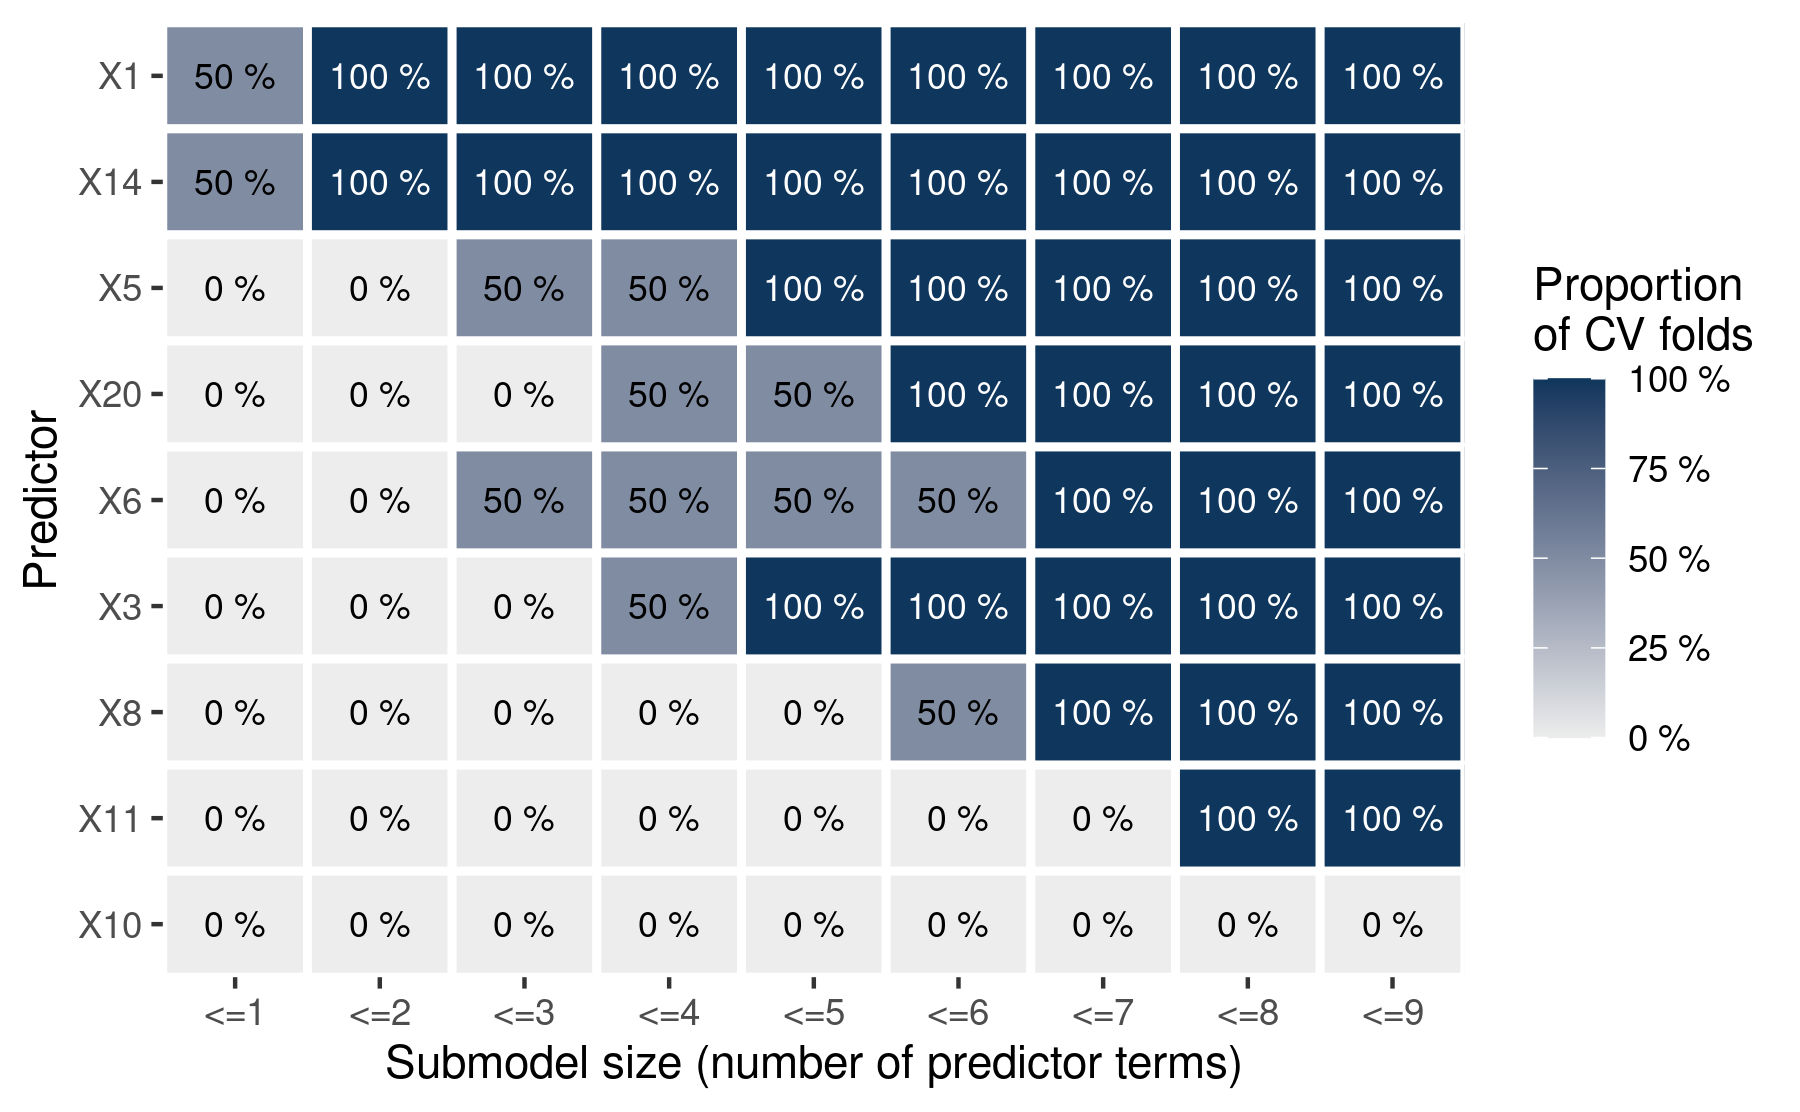 X1 50 % 100 % 100 % 100 % 100 % 100 % 100 % 100 % 100 %
X14 50 % 100 % 100 % 100 % 100 % 100 % 100 % 100 % 100 %
X5 0 % 0 % 50 % 50 % 100 % 100 % 100 % 100 % 100 %
X20 0 % 0 % 0 % 50 % 50 % 100 % 100 % 100 % 100 %
X6 0 % 0 % 50 % 50 % 50 % 50 % 100 % 100 % 100 %
X3 0 % 0 % 0 % 50 % 100 % 100 % 100 % 100 % 100 %
X8 0 % 0 % 0 % 0 % 0 % 50 % 100 % 100 % 100 %
X11 0 % 0 % 0 % 0 % 0 % 0 % 0 % 100 % 100 %
X10 0 % 0 % 0 % 0 % 0 % 0 % 0 % 0 % 0 %
<=1 <=2 <=3 <=4 <=5 <=6 <=7 <=8 <=9
Submodel size (number of predictor terms)
Predictor
Proportion
of CV folds
100 %
75 %
50 %
25 %
0 %